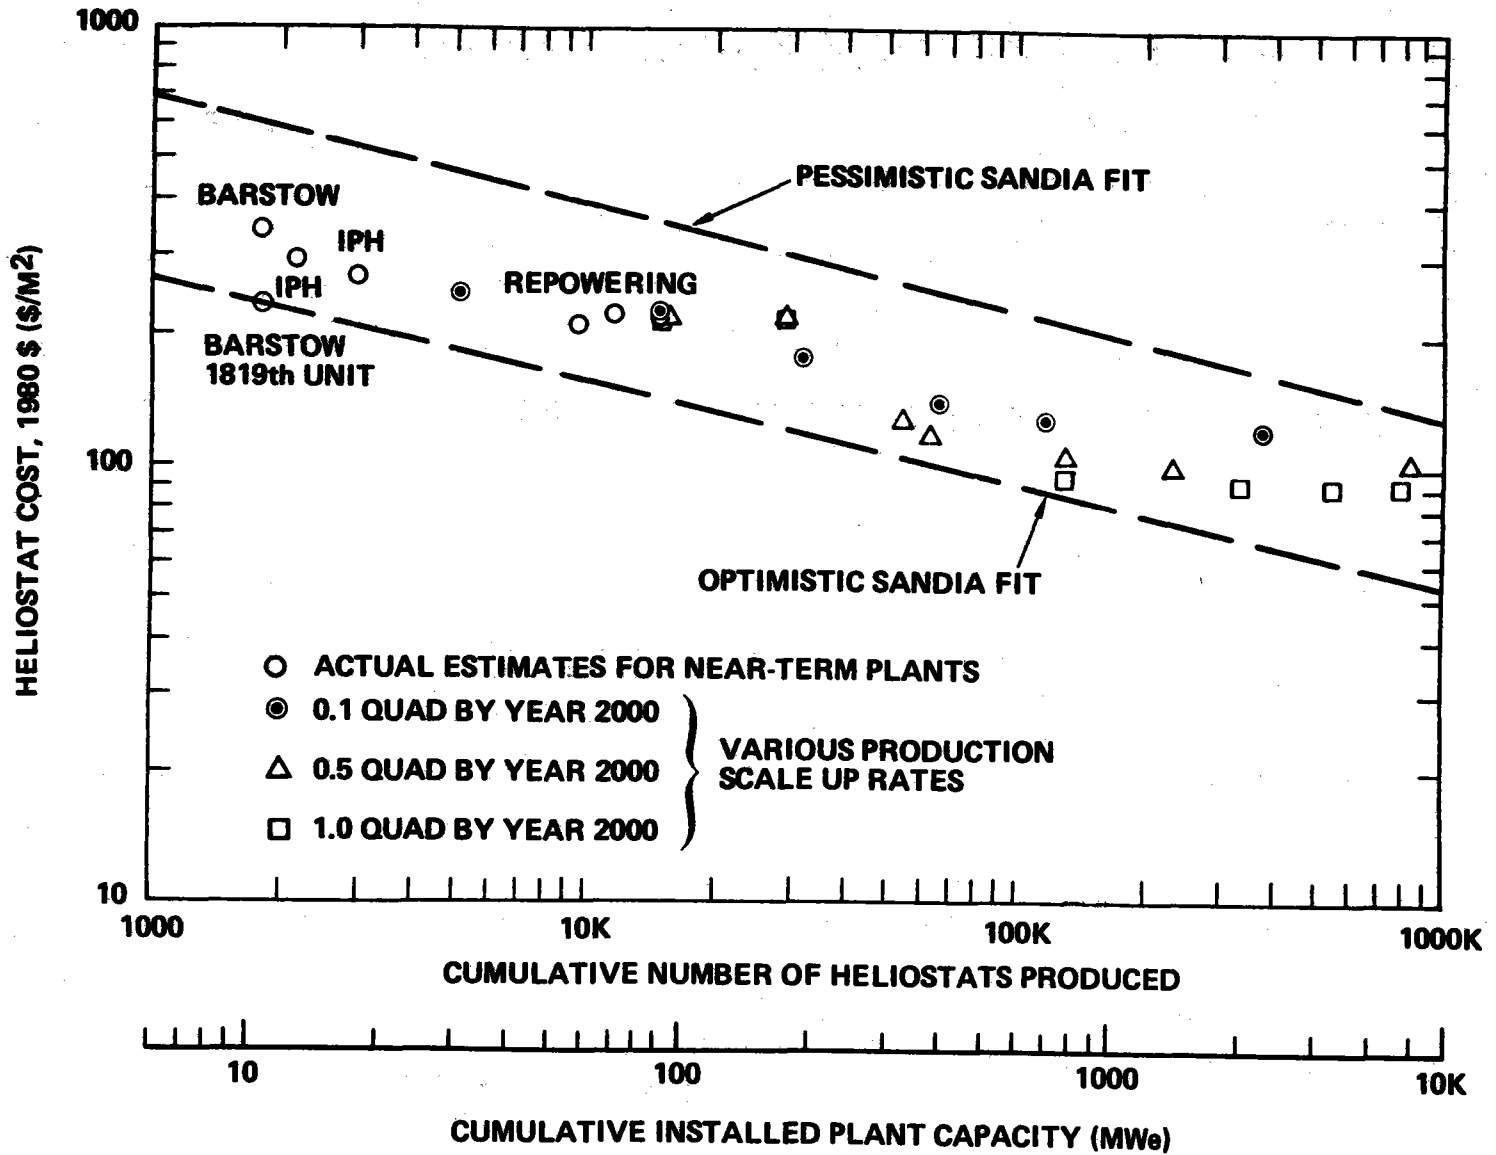 1000
PESSIMISTIC SANDIA FIT
BARSTOW
IPH
IPH
REPOWERING
BARSTOW
1819th UNIT
HELIOSTAT COST, 1980 $ ($/M2)
100
OPTIMISTIC SANDIA FIT
ACTUAL ESTIMATES FOR NEAR-TERM PLANTS
0.1 QUAD BY YEAR 2000
0.5 QUAD BY YEAR 2000
1.0 QUAD BY YEAR 2000
VARIOUS PRODUCTION
SCALE UP RATES
10
1000 10K 100K 1000K
CUMULATIVE NUMBER OF HELIOSTATS PRODUCED
10 100 1000 10K
CUMULATIVE INSTALLED PLANT CAPACITY (MWe)